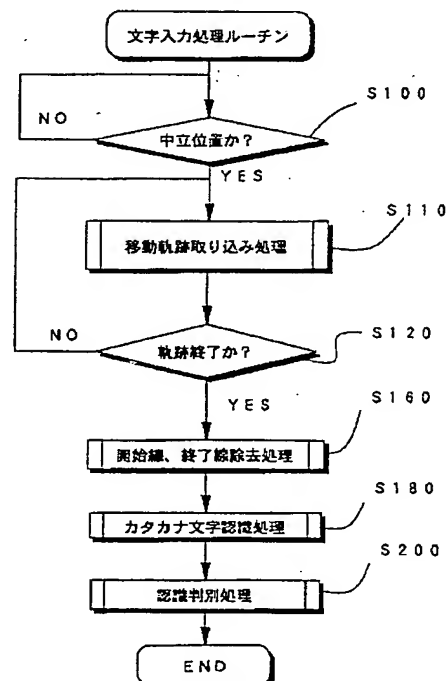 文字入力処理ルーチン
S100
NO
中立位置か?
YES
S110
移動軌跡取り込み処理
NO
軌跡終了か?
S120
YES
S160
開始線、終了線除去処理
S180
カタカナ文字認識処理
S200
認識判別処理
END